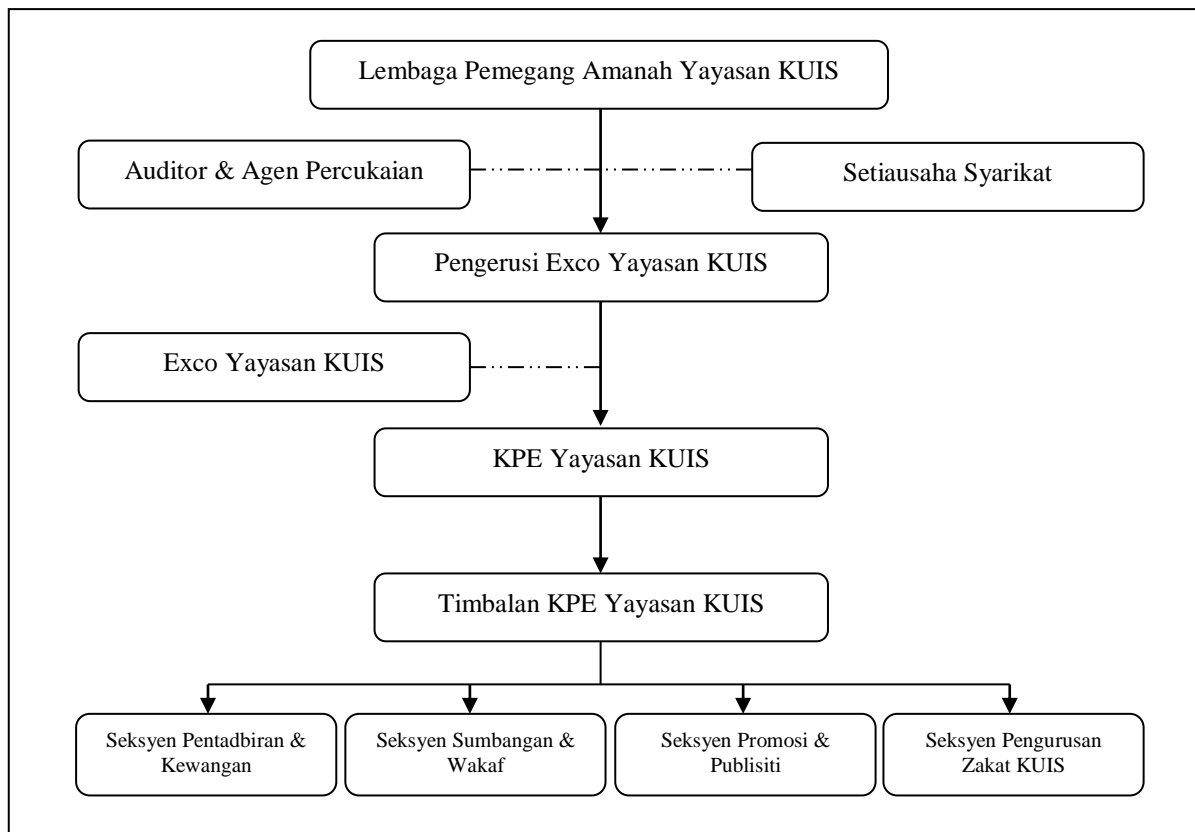 Lembaga Pemegang Amanah Yayasan KUIS
Auditor & Agen Percukaian
Setiausaha Syarikat
Pengerusi Exco Yayasan KUIS
Exco Yayasan KUIS
KPE Yayasan KUIS
Timbalan KPE Yayasan KUIS
Seksyen Pentadbiran &
Kewangan
Seksyen Sumbangan &
Wakaf
Seksyen Promosi &
Publisiti
Seksyen Pengurusan
Zakat KUIS